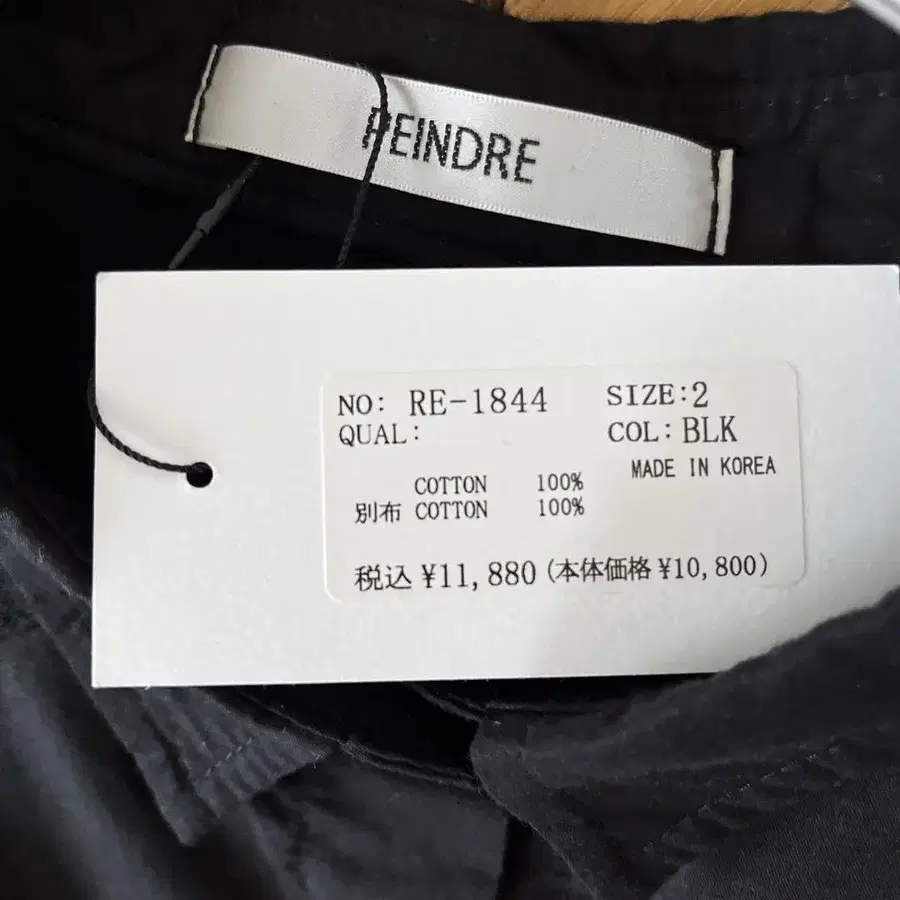 PEINDRE
NO: RE-1844 SIZE:2
QUAL: COL: BLK
MADE IN KOREA
COTTON 100%
別布 COTTON 100%
税込 ¥11,880 (本体価格 ¥10,800)